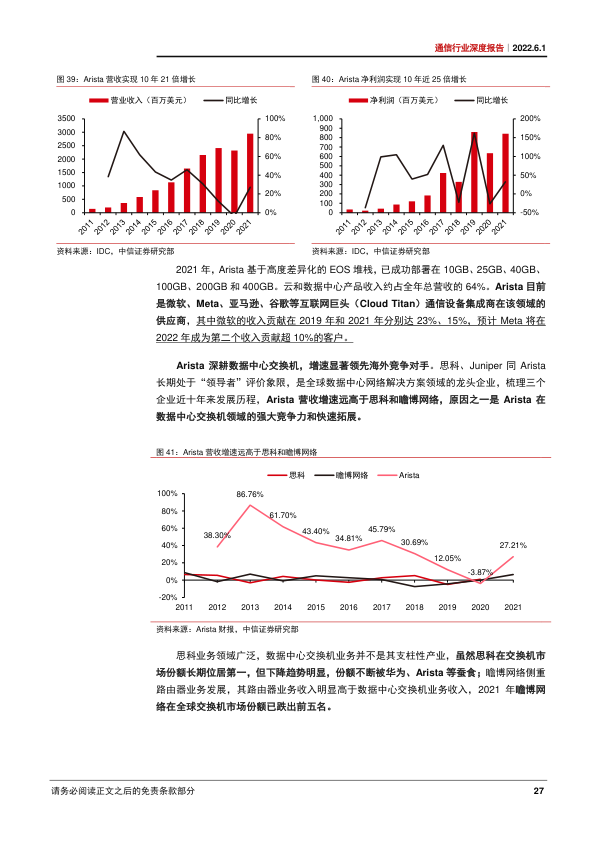 通信行业深度报告｜2022.6.1
图 39：Arista 营收实现 10 年 21 倍增长
图 40：Arista 净利润实现 10 年近 25 倍增长
营业收入（百万美元）
同比增长
3500
3000
2500
2000
1500
1000
500
0
100%
80%
60%
40%
20%
0%
2011
2012
2013
2014
2015
2016
2017
2018
2019
2020
2021
净利润（百万美元）
同比增长
1,000
900
800
700
600
500
400
300
200
100
0
200%
150%
100%
50%
0%
-50%
2011
2012
2013
2014
2015
2016
2017
2018
2019
2020
2021
资料来源：IDC，中信证券研究部
资料来源：IDC，中信证券研究部
2021 年，Arista 基于高度差异化的 EOS 堆栈，已成功部署在 10GB、25GB、40GB、
100GB、200GB 和 400GB。云和数据中心产品收约占全年总营收的 64%。Arista 目前
是微软、Meta、亚马逊、谷歌等互联网巨头（Cloud Titan）通信设备集成商在该领域的
供应商，其中微软的收入贡献在 2019 年和 2021 年分别达 23%、15%，预计 Meta 将在
2022 年成为第二个收入贡献超 10%的客户。
Arista 深耕数据中心交换机，增速显著领先海外竞争对手。思科、Juniper 同 Arista
长期处于“领导者”评价象限，是全球数据中心网络解决方案领域的龙头企业，梳理三个
企业近十年来发展历程，Arista 营收增速远高于思科和瞻博网络，原因之一是 Arista 在
数据中心交换机领域的强大竞争力和快速拓展。
图 41：Arista 营收增速远高于思科和瞻博网络
思科
瞻博网络
Arista
100%
80%
60%
40%
20%
0%
-20%
38.30%
86.76%
61.70%
43.40%
34.81%
45.79%
30.69%
12.05%
-3.87%
27.21%
2011
2012
2013
2014
2015
2016
2017
2018
2019
2020
2021
资料来源：Arista 财报，中信证券研究部
思科业务领域广泛，数据中心交换机业务并不是其支柱性产业，虽然思科在交换机市
场份额长期位居第一，但下降趋势明显，份额不断被华为、Arista 等蚕食；瞻博网络侧重
路由器业务发展，其路由器业务收入明显高于数据中心交换机业务收入，2021 年瞻博网
络在全球交换机市场份额已跌出前五名。
请务必阅读正文之后的免责条款部分
27